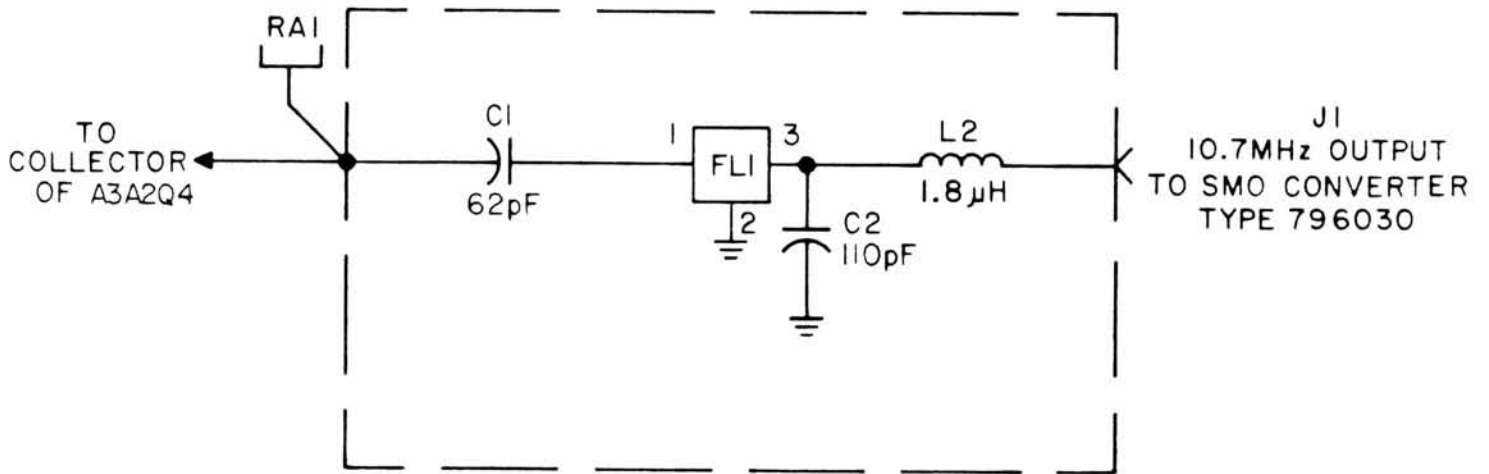 RA1
TO
COLLECTOR
OF A3A2Q4
C1
62pF
1
FL1
3
2
C2
110pF
L2
1.8μH
J1
10.7MHz OUTPUT
TO SMO CONVERTER
TYPE 796030